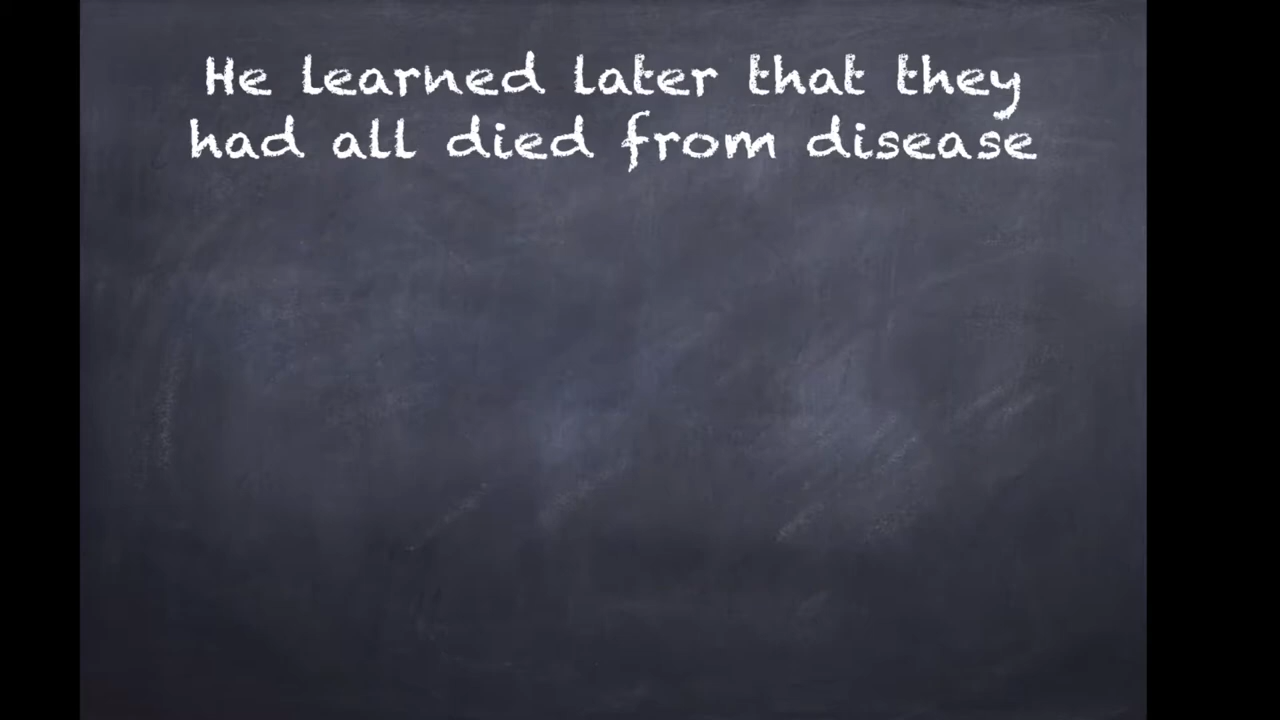 He learned later that they
had all died from disease